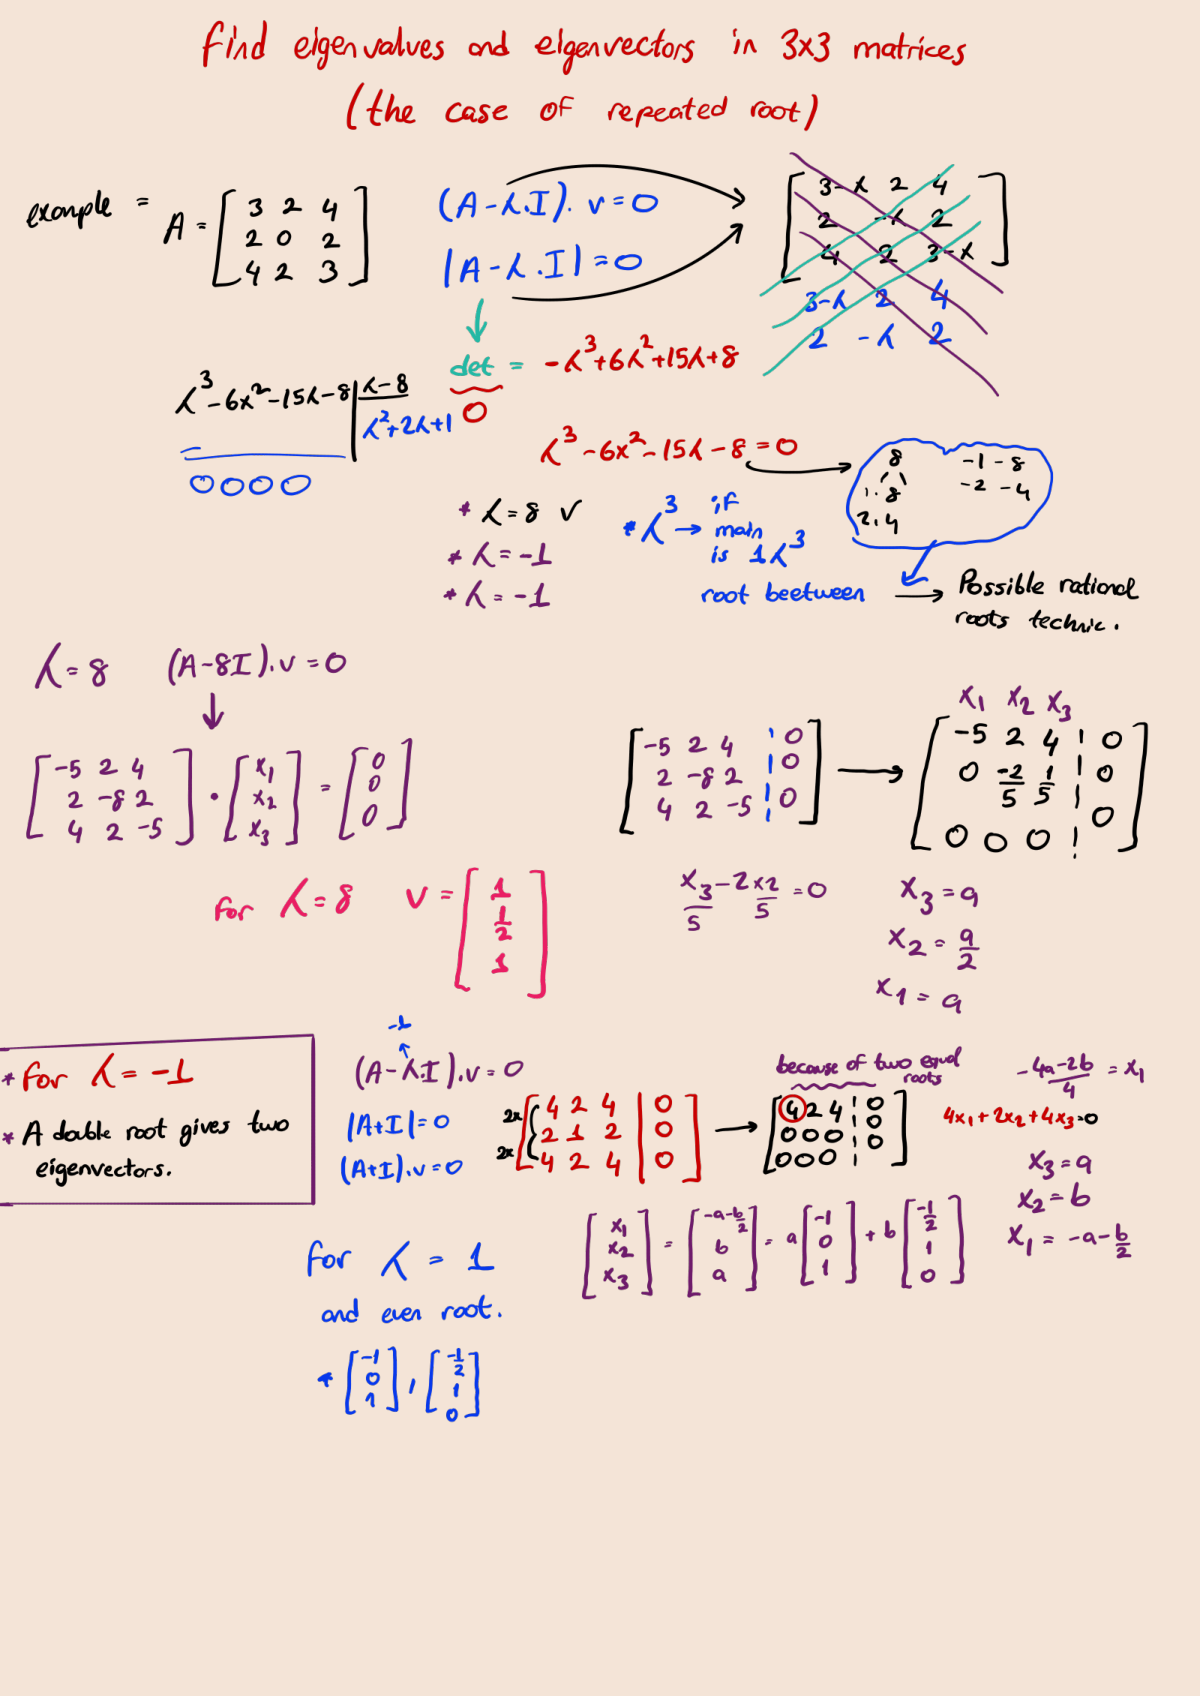 Find eigenvalues and eigenvectors in 3x3 matrices
(the case of repeated root)
example = A = [3 2 4
2 0 2
4 2 3]
(A-λ.I). v = 0
|A-λ.I| = 0
[3-λ 2 4
2 -λ 2
4 2 3-λ]
3-λ 2 4
2 -λ 2
det = -λ³+6λ²+15λ+8
0
λ³-6x²-15λ-8 | λ-8
λ²+2λ+1
0000
λ³-6x²-15λ-8 = 0
8
1.8
2.4
-1 -8
-2 -4
* λ = 8 √
* λ = -1
* λ = -1
* λ³ → if
main
is 1λ³
root beetween → Possible rational
roots technic.
λ = 8 (A-8I).v = 0
[-5 2 4
2 -8 2
4 2 -5] . [x₁
x₂
x₃] = [0
0
0]
[-5 2 4 | 0
2 -8 2 | 0
4 2 -5 | 0]
x₁ x₂ x₃
[-5 2 4 | 0
0 -2/5 1/5 | 0
0 0 0 | 0]
for λ = 8 v = [1
1/2
1]
x₃/5 - 2x₂/5 = 0
x₃ = a
x₂ = a/2
x₁ = a
* for λ = -1
* A double root gives two
eigenvectors.
-1
(A-λ.I).v = 0
|A+I| = 0
(A+I).v = 0
2x
2x
[4 2 4 | 0
2 1 2 | 0
4 2 4 | 0]
because of two equal
roots
[4 2 4 | 0
0 0 0 | 0
0 0 0 | 0]
-4a-2b/4 = x₁
4x₁ + 2x₂ + 4x₃ = 0
x₃ = a
x₂ = b
x₁ = -a-b/2
[x₁
x₂
x₃] = [-a-b/2
b
a] = a [-1
0
1] + b [-1/2
1
0]
for λ = 1
and even root.
* [-1
0
1] , [-1/2
1
0]